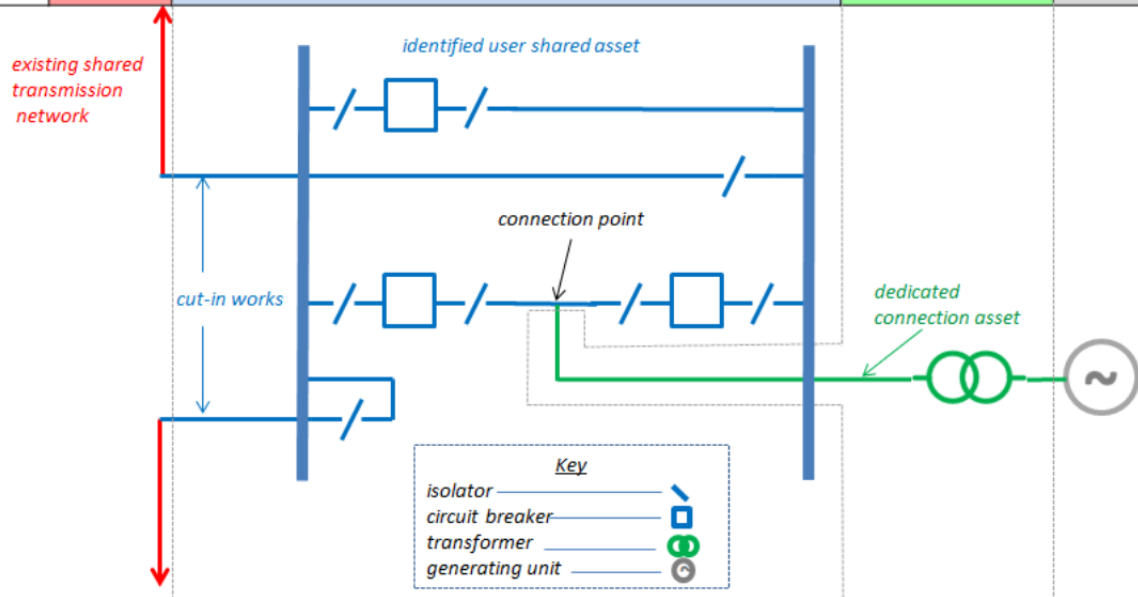 identified user shared asset
existing shared
transmission
network
connection point
cut-in works
dedicated
connection asset
Key
isolator
circuit breaker
transformer
generating unit